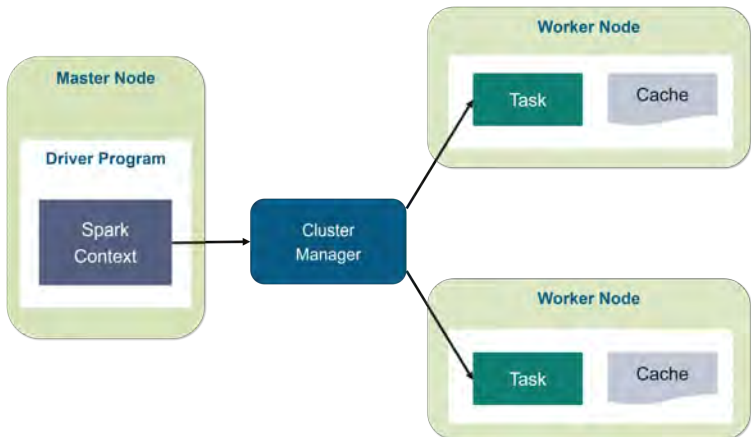 Master Node
Driver Program
Spark
Context
Cluster
Manager
Worker Node
Task
Cache
Worker Node
Task
Cache